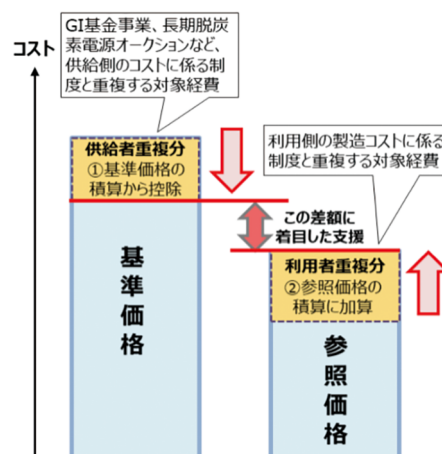 GI基金事業、長期脱炭
素電源オークションなど、
供給側のコストに係る制
度と重複する対象経費
コスト
供給者重複分
①基準価格の
積算から控除
利用側の製造コストに係る
制度と重複する対象経費
この差額に
着目した支援
利用者重複分
②参照価格の
積算に加算
基準価格
参照価格